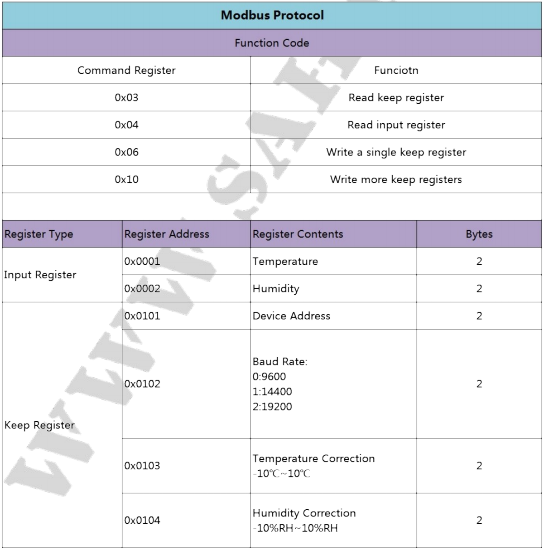 Modbus Protocol
Function Code
Command Register Funciotn
0x03 Read keep register
0x04 Read input register
0x06 Write a single keep register
0x10 Write more keep registers
Register Type Register Address Register Contents Bytes
Input Register
0x0001 Temperature 2
0x0002 Humidity 2
Keep Register
0x0101 Device Address 2
0x0102
Baud Rate:
0:9600
1:14400
2:19200
2
0x0103
Temperature Correction
-10℃~10℃
2
0x0104
Humidity Correction
-10%RH~10%RH
2